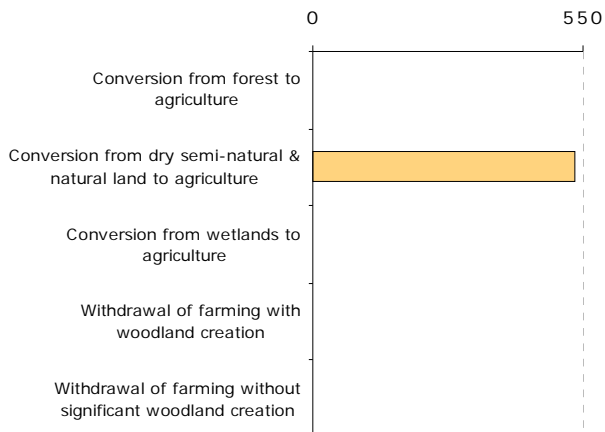 0 550
Conversion from forest to
agriculture
Conversion from dry semi-natural &
natural land to agriculture
Conversion from wetlands to
agriculture
Withdrawal of farming with
woodland creation
Withdrawal of farming without
significant woodland creation